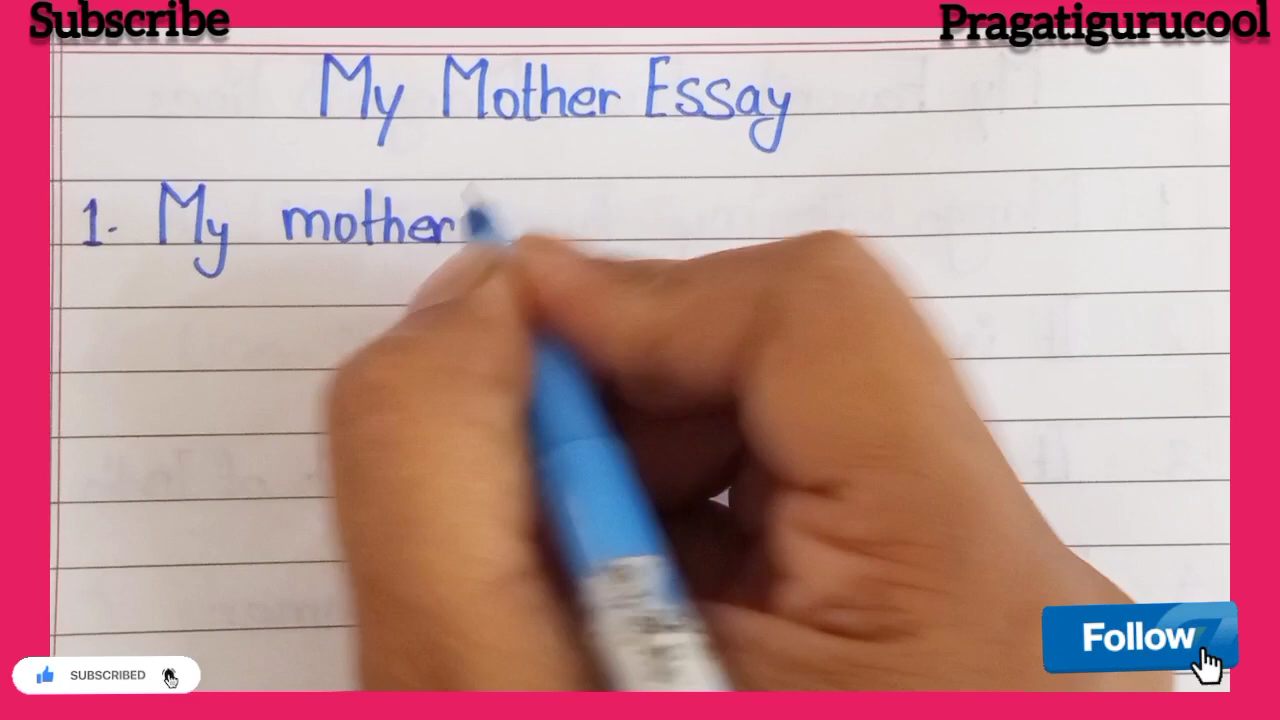 Subscribe
Pragatigurucool
My Mother Essay
1. My mother
Follow
SUBSCRIBED